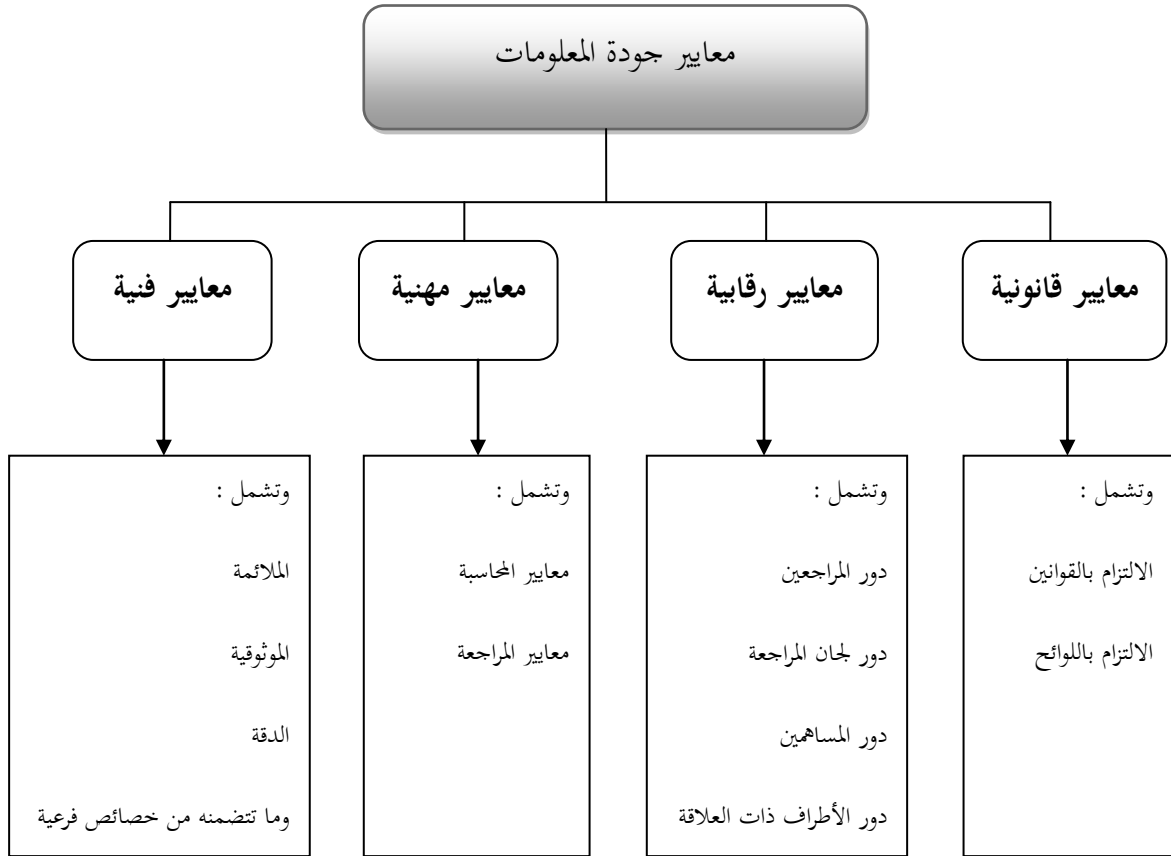 معايير جودة المعلومات
معايير قانونية
معايير رقابية
معايير مهنية
معايير فنية
وتشمل :
الالتزام بالقوانين
الالتزام باللوائح
وتشمل :
دور المراجعين
دور لجان المراجعة
دور المساهمين
دور الأطراف ذات العلاقة
وتشمل :
معايير المحاسبة
معايير المراجعة
وتشمل :
الملائمة
الموثوقية
الدقة
وما تتضمنه من خصائص فرعية